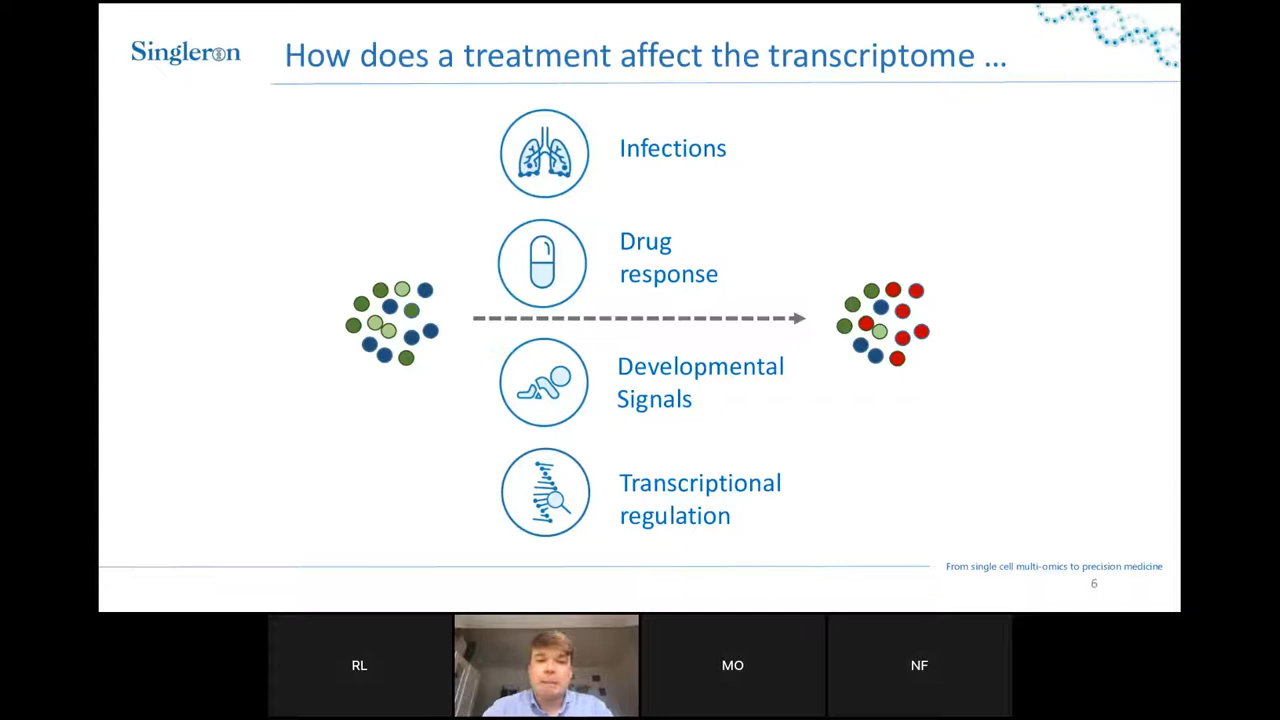 Singleron
How does a treatment affect the transcriptome ...
Infections
Drug
response
Developmental
Signals
Transcriptional
regulation
From single cell multi-omics to precision medicine
6
RL
MO
NF